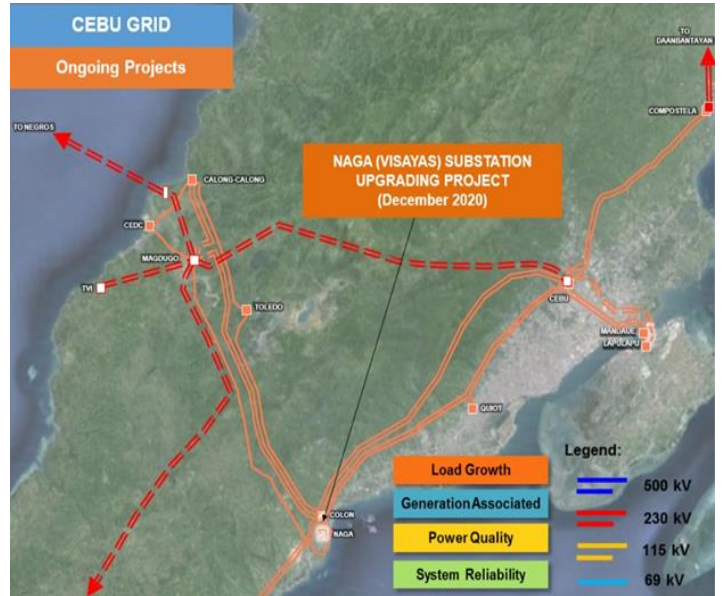 CEBU GRID
Ongoing Projects
TO
DAANBANTAYAN
COMPOSTELA
TO NEGROS
NAGA (VISAYAS) SUBSTATION
UPGRADING PROJECT
(December 2020)
CALONG-CALONG
CEDC
MAGDUGO
TVI
TOLEDO
CEBU
MANDAUE
LAPULAPU
QUIOT
COLON
NAGA
Legend:
Load Growth
Generation Associated
Power Quality
System Reliability
500 kV
230 kV
115 kV
69 kV